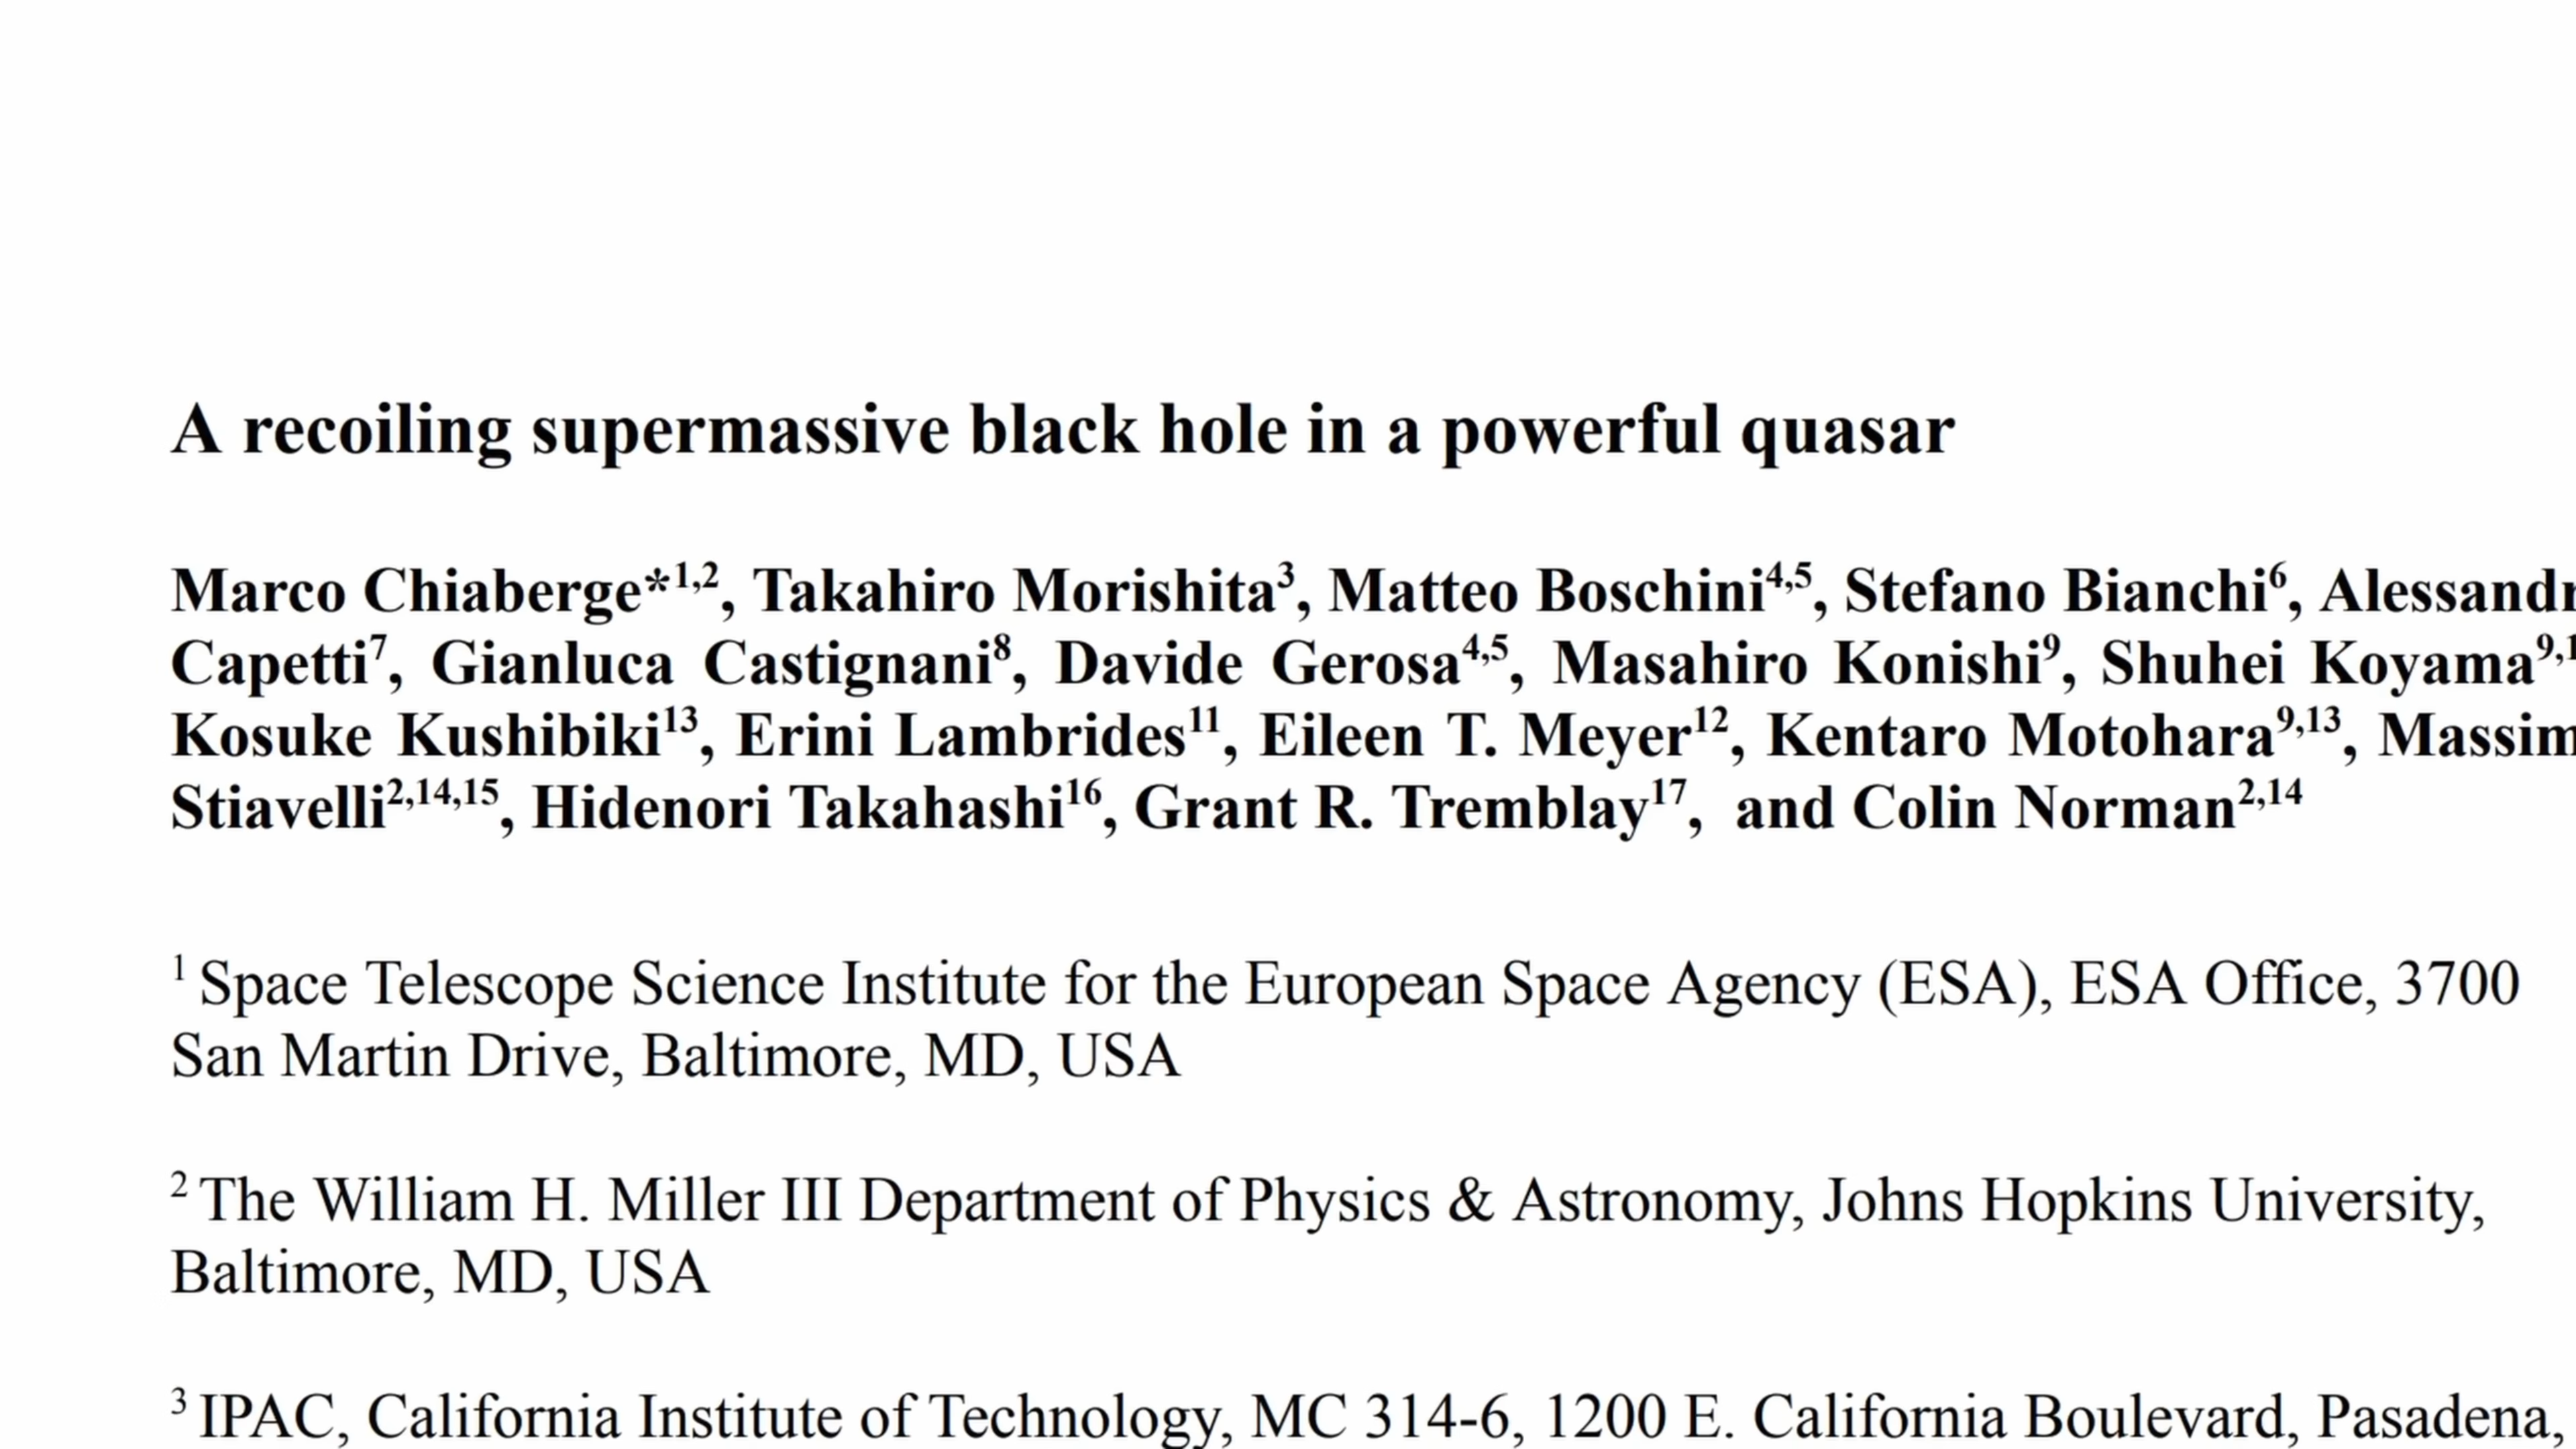 A recoiling supermassive black hole in a powerful quasar
Marco Chiaberge*1,2, Takahiro Morishita3, Matteo Boschini4,5, Stefano Bianchi6, Alessandr
Capetti7, Gianluca Castignani8, Davide Gerosa4,5, Masahiro Konishi9, Shuhei Koyama9,1
Kosuke Kushibiki13, Erini Lambrides11, Eileen T. Meyer12, Kentaro Motohara9,13, Massim
Stiavelli2,14,15, Hidenori Takahashi16, Grant R. Tremblay17, and Colin Norman2,14
1 Space Telescope Science Institute for the European Space Agency (ESA), ESA Office, 3700
San Martin Drive, Baltimore, MD, USA
2 The William H. Miller III Department of Physics & Astronomy, Johns Hopkins University,
Baltimore, MD, USA
3 IPAC, California Institute of Technology, MC 314-6, 1200 E. California Boulevard, Pasadena,